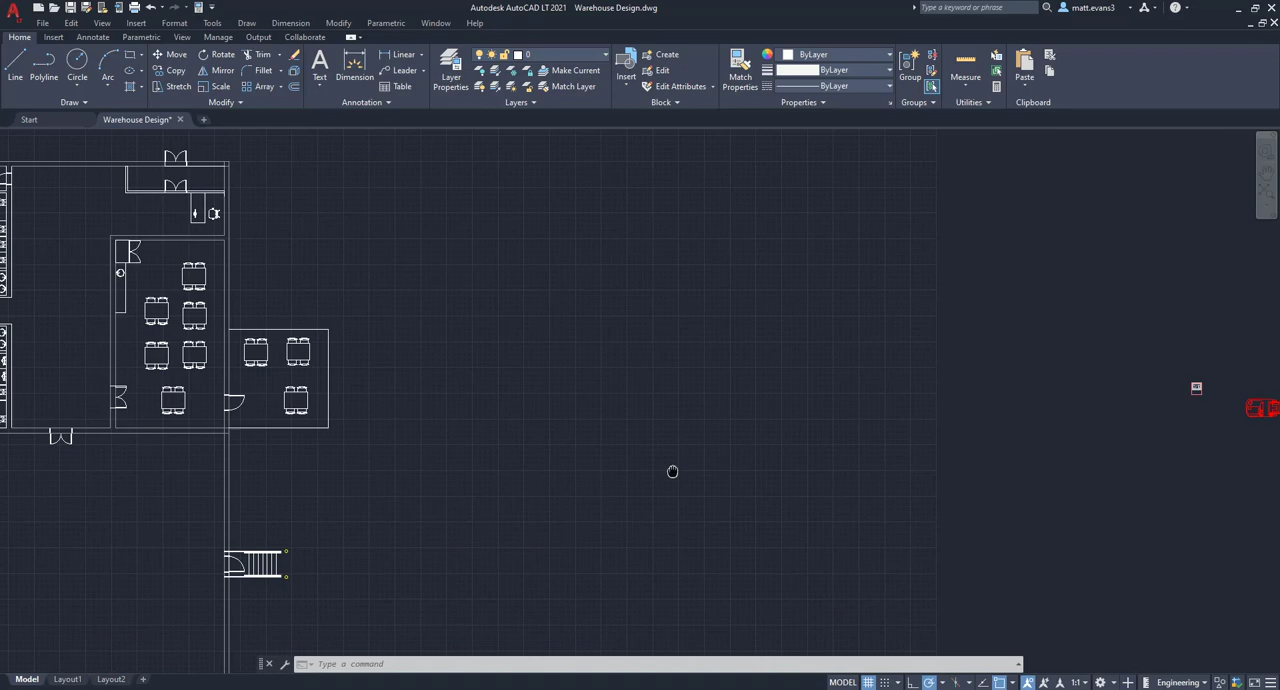 Autodesk AutoCAD LT 2021 Warehouse Design.dwg
Type a keyword or phrase
matt.evans3
File Edit View Insert Format Tools Draw Dimension Modify Parametric Window Help
Home Insert Annotate Parametric View Manage Output Collaborate
Line Polyline Circle Arc
Move Rotate Trim
Copy Mirror Fillet
Stretch Scale Array
Text Dimension
Linear
Leader
Table
Layer Properties
0
Make Current
Match Layer
Insert
Create
Edit
Edit Attributes
Match Properties
ByLayer
ByLayer
ByLayer
Group
Measure
Paste
Draw Modify Annotation Layers Block Properties Groups Utilities Clipboard
Start Warehouse Design*
Type a command
Model Layout1 Layout2
MODEL 1:1 Engineering